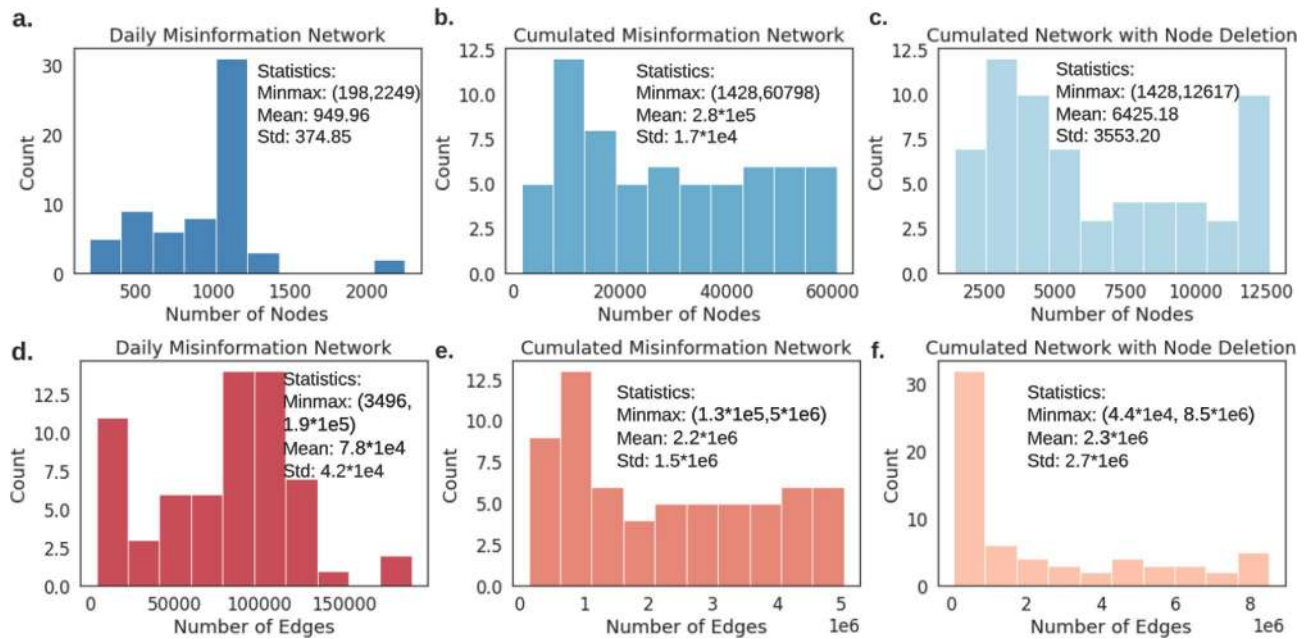 a.
Daily Misinformation Network
30
20
10
0
Count
500 1000 1500 2000
Number of Nodes
Statistics:
Minmax: (198,2249)
Mean: 949.96
Std: 374.85
b.
Cumulated Misinformation Network
12.5
10.0
7.5
5.0
2.5
0.0
Count
0 20000 40000 60000
Number of Nodes
Statistics:
Minmax: (1428,60798)
Mean: 2.8*1e5
Std: 1.7*1e4
c.
Cumulated Network with Node Deletion
12.5
10.0
7.5
5.0
2.5
0.0
Count
2500 5000 7500 10000 12500
Number of Nodes
Statistics:
Minmax: (1428,12617)
Mean: 6425.18
Std: 3553.20
d.
Daily Misinformation Network
12.5
10.0
7.5
5.0
2.5
0.0
Count
0 50000 100000 150000
Number of Edges
Statistics:
Minmax: (3496,
1.9*1e5)
Mean: 7.8*1e4
Std: 4.2*1e4
e.
Cumulated Misinformation Network
12.5
10.0
7.5
5.0
2.5
0.0
Count
0 1 2 3 4 5
1e6
Number of Edges
Statistics:
Minmax: (1.3*1e5,5*1e6)
Mean: 2.2*1e6
Std: 1.5*1e6
f.
Cumulated Network with Node Deletion
30
20
10
0
Count
0 2 4 6 8
1e6
Number of Edges
Statistics:
Minmax: (4.4*1e4, 8.5*1e6)
Mean: 2.3*1e6
Std: 2.7*1e6